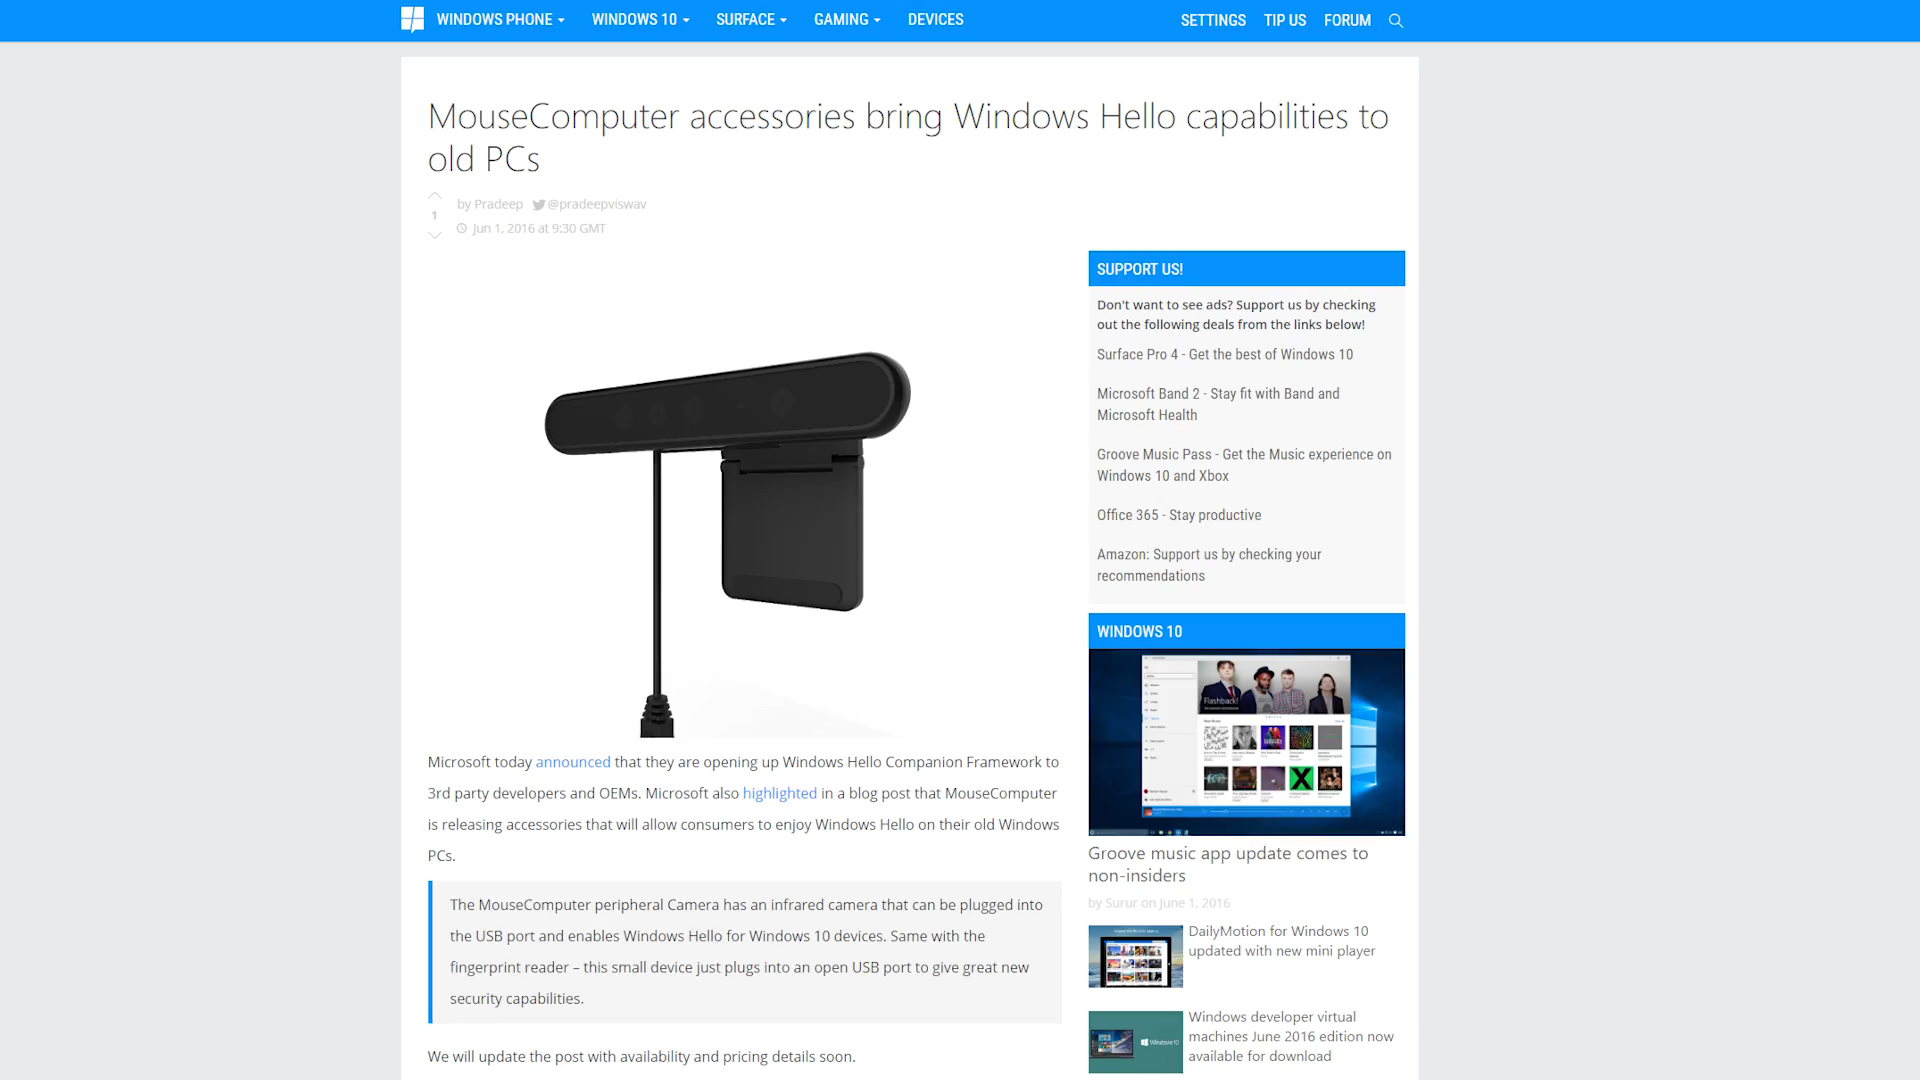 WINDOWS PHONE WINDOWS 10 SURFACE GAMING DEVICES SETTINGS TIP US FORUM
MouseComputer accessories bring Windows Hello capabilities to
old PCs
1
by Pradeep @pradeepviswav
Jun 1, 2016 at 9:30 GMT
Microsoft today announced that they are opening up Windows Hello Companion Framework to
3rd party developers and OEMs. Microsoft also highlighted in a blog post that MouseComputer
is releasing accessories that will allow consumers to enjoy Windows Hello on their old Windows
PCs.
The MouseComputer peripheral Camera has an infrared camera that can be plugged into
the USB port and enables Windows Hello for Windows 10 devices. Same with the
fingerprint reader – this small device just plugs into an open USB port to give great new
security capabilities.
We will update the post with availability and pricing details soon.
SUPPORT US!
Don't want to see ads? Support us by checking
out the following deals from the links below!
Surface Pro 4 - Get the best of Windows 10
Microsoft Band 2 - Stay fit with Band and
Microsoft Health
Groove Music Pass - Get the Music experience on
Windows 10 and Xbox
Office 365 - Stay productive
Amazon: Support us by checking your
recommendations
WINDOWS 10
Flashback!
Groove music app update comes to
non-insiders
by Surur on June 1, 2016
DailyMotion for Windows 10
updated with new mini player
Windows developer virtual
machines June 2016 edition now
available for download
Windows10